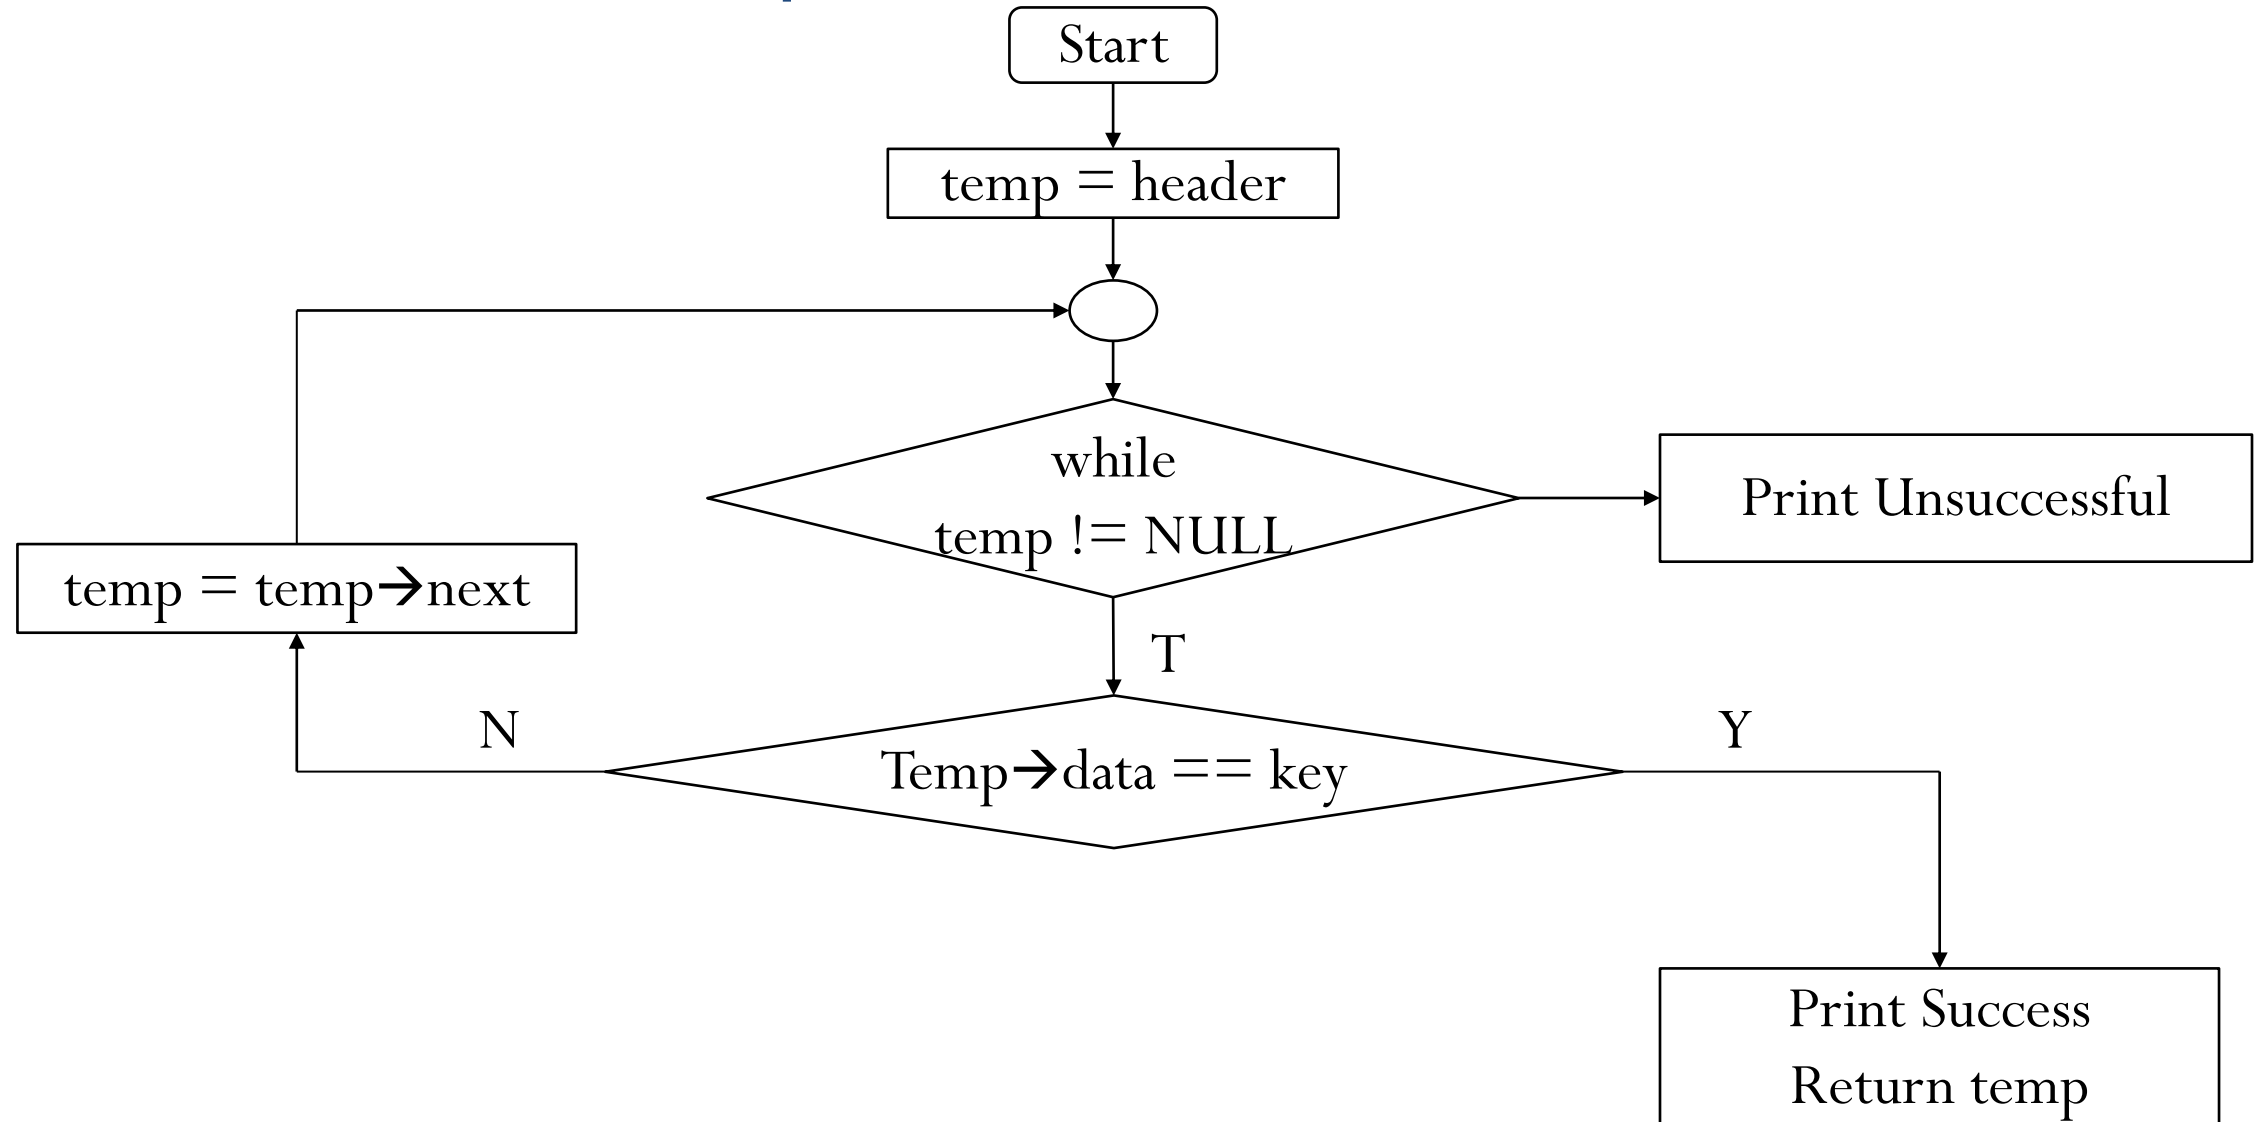 Start
temp = header
while
temp != NULL
Print Unsuccessful
temp = temp→next
T
N
Y
Temp→data == key
Print Success
Return temp